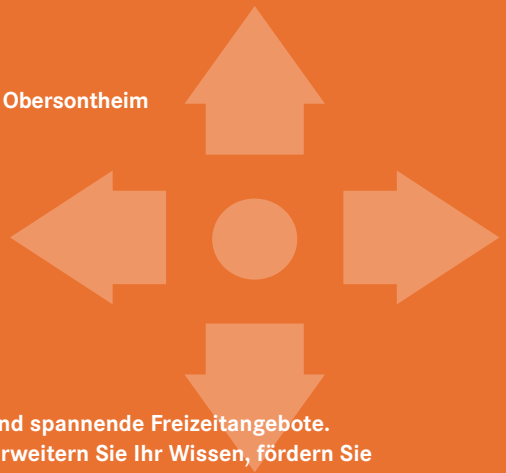 Obersontheim
nd spannende Freizeitangebote.
rweitern Sie Ihr Wissen, fördern Sie